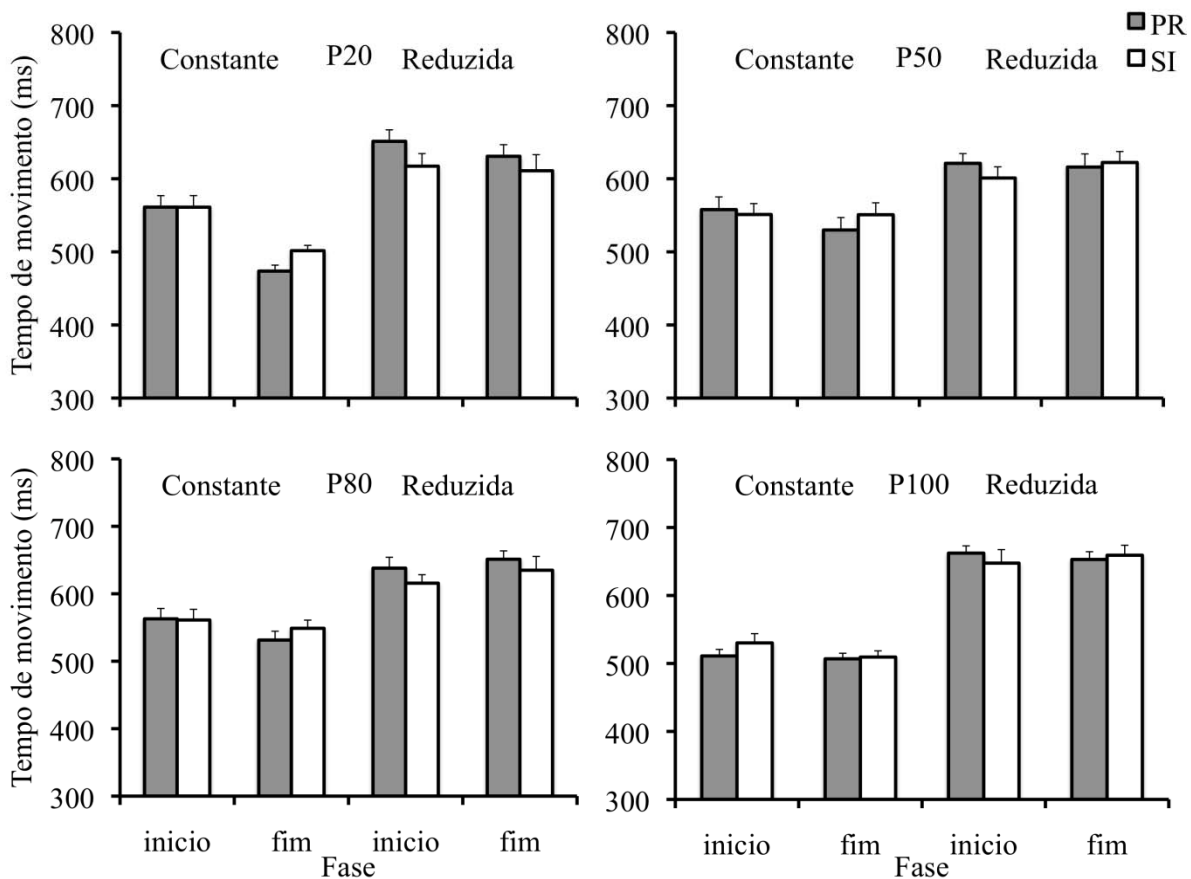 PR
SI
Tempo de movimento (ms)
800
700
600
500
400
300
Constante P20 Reduzida
800
700
600
500
400
300
Constante P50 Reduzida
Tempo de movimento (ms)
800
700
600
500
400
300
Constante P80 Reduzida
inicio fim inicio fim
Fase
800
700
600
500
400
300
Constante P100 Reduzida
inicio fim inicio fim
Fase